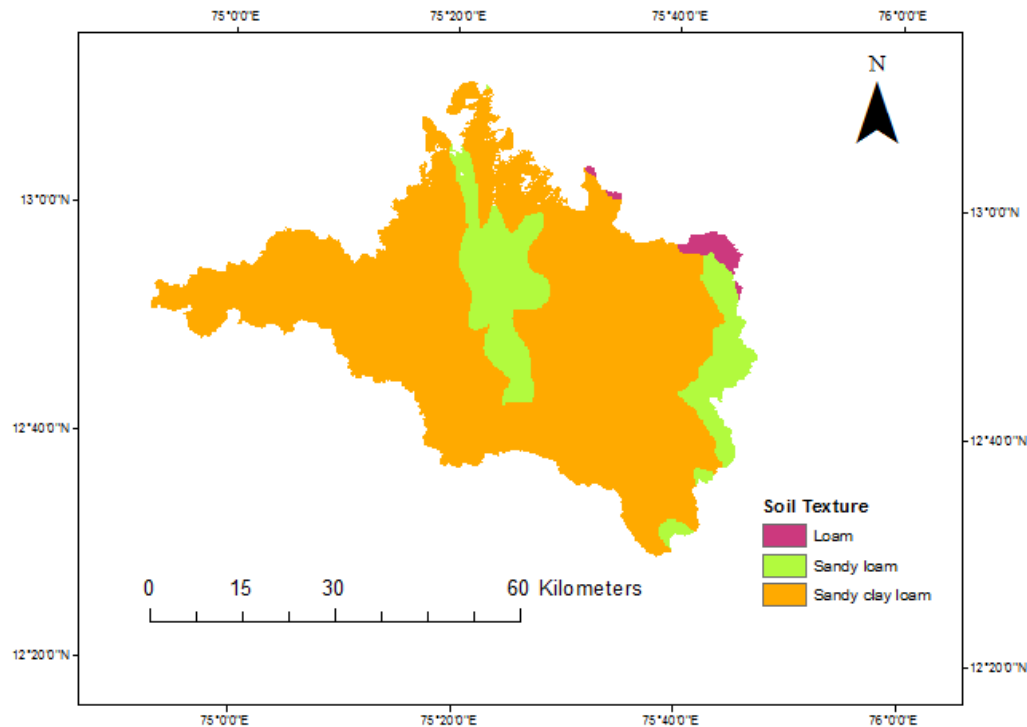 75°0'0"E 75°20'0"E 75°40'0"E 76°0'0"E
N
13°0'0"N 13°0'0"N
12°40'0"N 12°40'0"N
Soil Texture
Loam
Sandy loam
Sandy clay loam
0 15 30 60 Kilometers
12°20'0"N 12°20'0"N
75°0'0"E 75°20'0"E 75°40'0"E 76°0'0"E